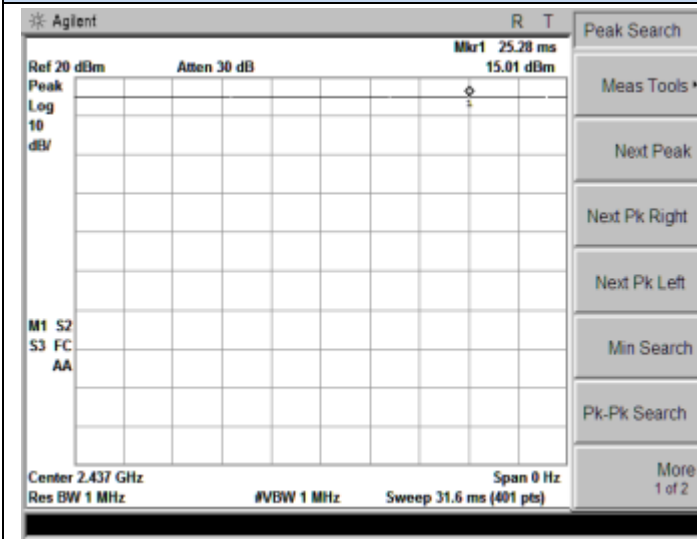 Agilent R T
Mkr1 25.28 ms
Ref 20 dBm Atten 30 dB 15.01 dBm
Peak
Log
10
dB/
1
M1 S2
S3 FC
AA
Center 2.437 GHz Span 0 Hz
Res BW 1 MHz #VBW 1 MHz Sweep 31.6 ms (401 pts)
Peak Search
Meas Tools
Next Peak
Next Pk Right
Next Pk Left
Min Search
Pk-Pk Search
More
1 of 2